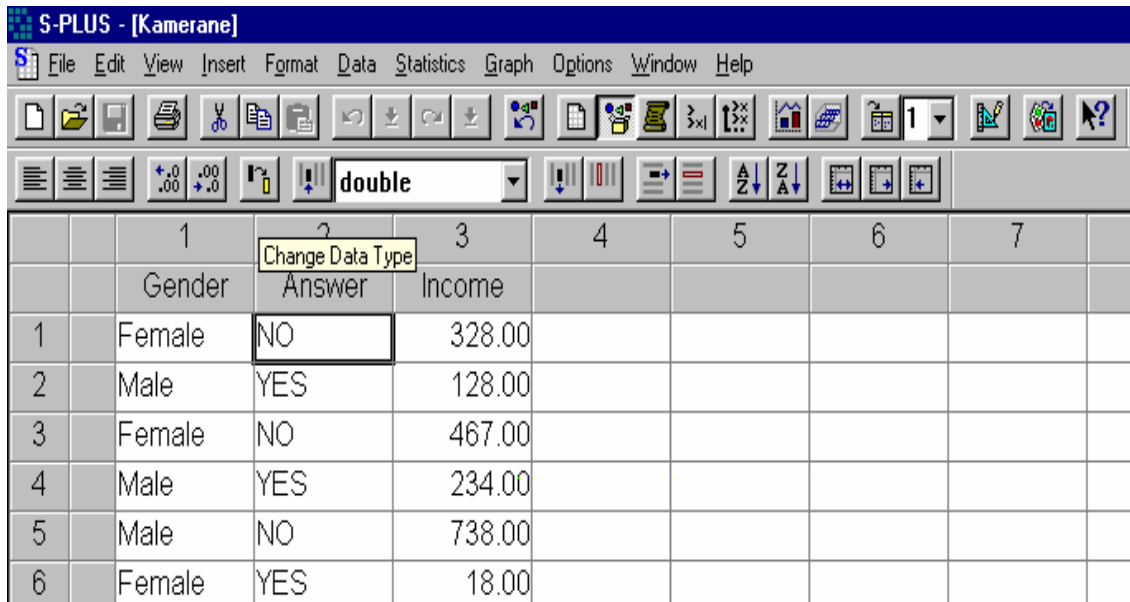 S-PLUS - [Kamerane]
File Edit View Insert Format Data Statistics Graph Options Window Help
1
double
1 3 4 5 6 7
Change Data Type
Gender Answer Income
1 Female NO 328.00
2 Male YES 128.00
3 Female NO 467.00
4 Male YES 234.00
5 Male NO 738.00
6 Female YES 18.00